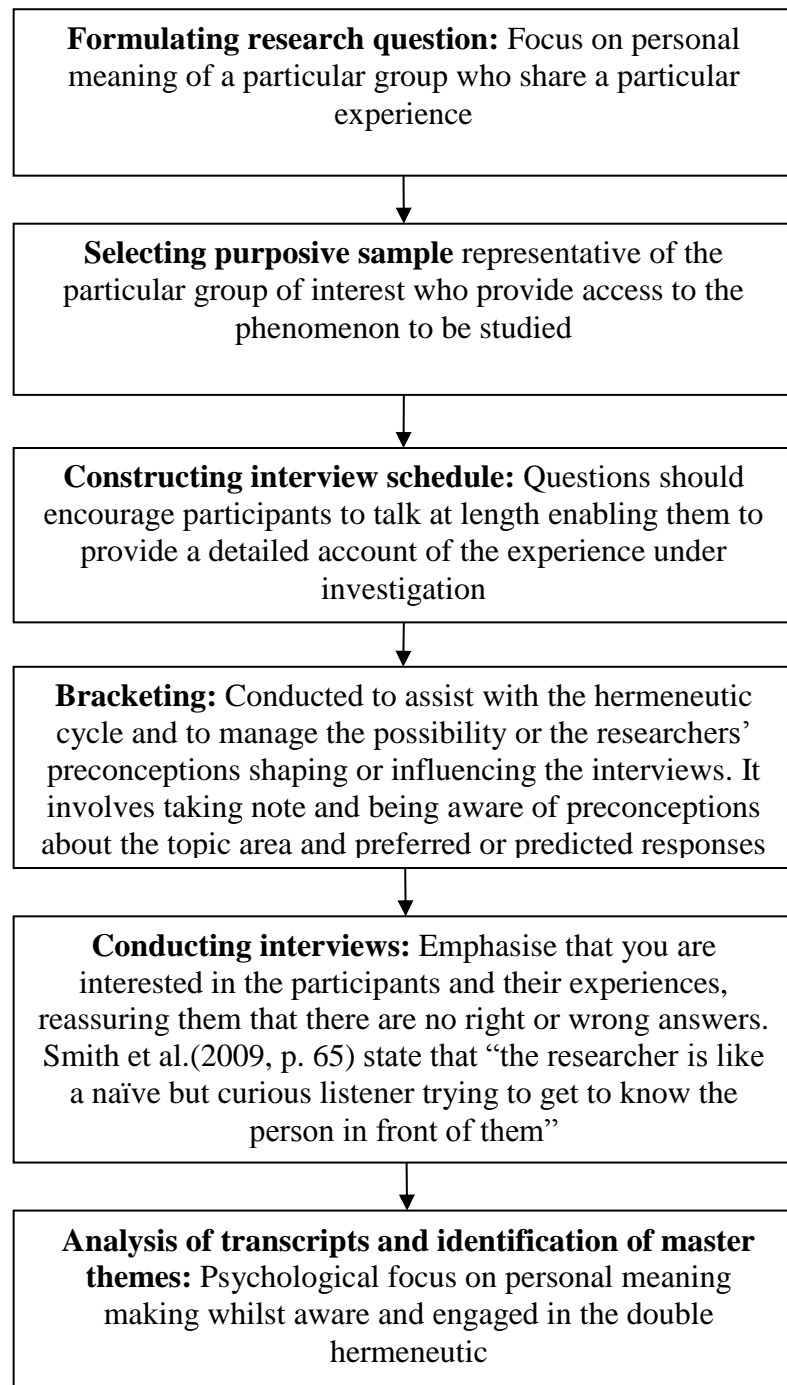 Formulating research question: Focus on personal
meaning of a particular group who share a particular
experience
Selecting purposive sample representative of the
particular group of interest who provide access to the
phenomenon to be studied
Constructing interview schedule: Questions should
encourage participants to talk at length enabling them to
provide a detailed account of the experience under
investigation
Bracketing: Conducted to assist with the hermeneutic
cycle and to manage the possibility or the researchers’
preconceptions shaping or influencing the interviews. It
involves taking note and being aware of preconceptions
about the topic area and preferred or predicted responses
Conducting interviews: Emphasise that you are
interested in the participants and their experiences,
reassuring them that there are no right or wrong answers.
Smith et al.(2009, p. 65) state that “the researcher is like
a naïve but curious listener trying to get to know the
person in front of them”
Analysis of transcripts and identification of master
themes: Psychological focus on personal meaning
making whilst aware and engaged in the double
hermeneutic